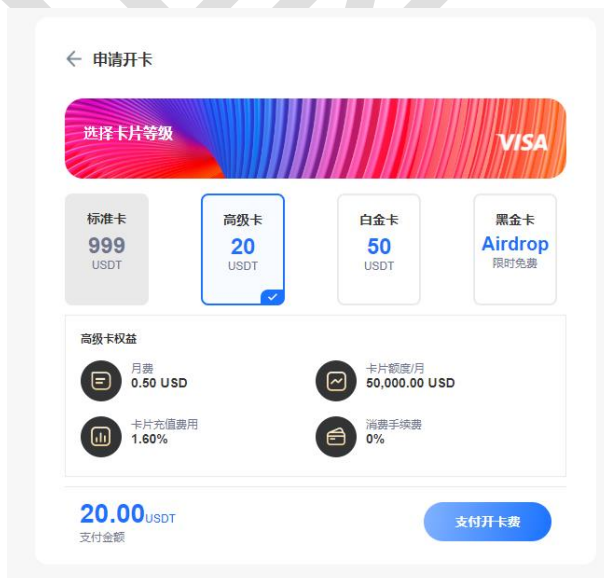 申请开卡
选择卡片等级
VISA
标准卡
999
USDT
高级卡
20
USDT
白金卡
50
USDT
黑金卡
Airdrop
限时免费
高级卡权益
月费
0.50 USD
卡片额度/月
50,000.00 USD
卡片充值费用
1.60%
消费手续费
0%
20.00USDT
支付金额
支付开卡费